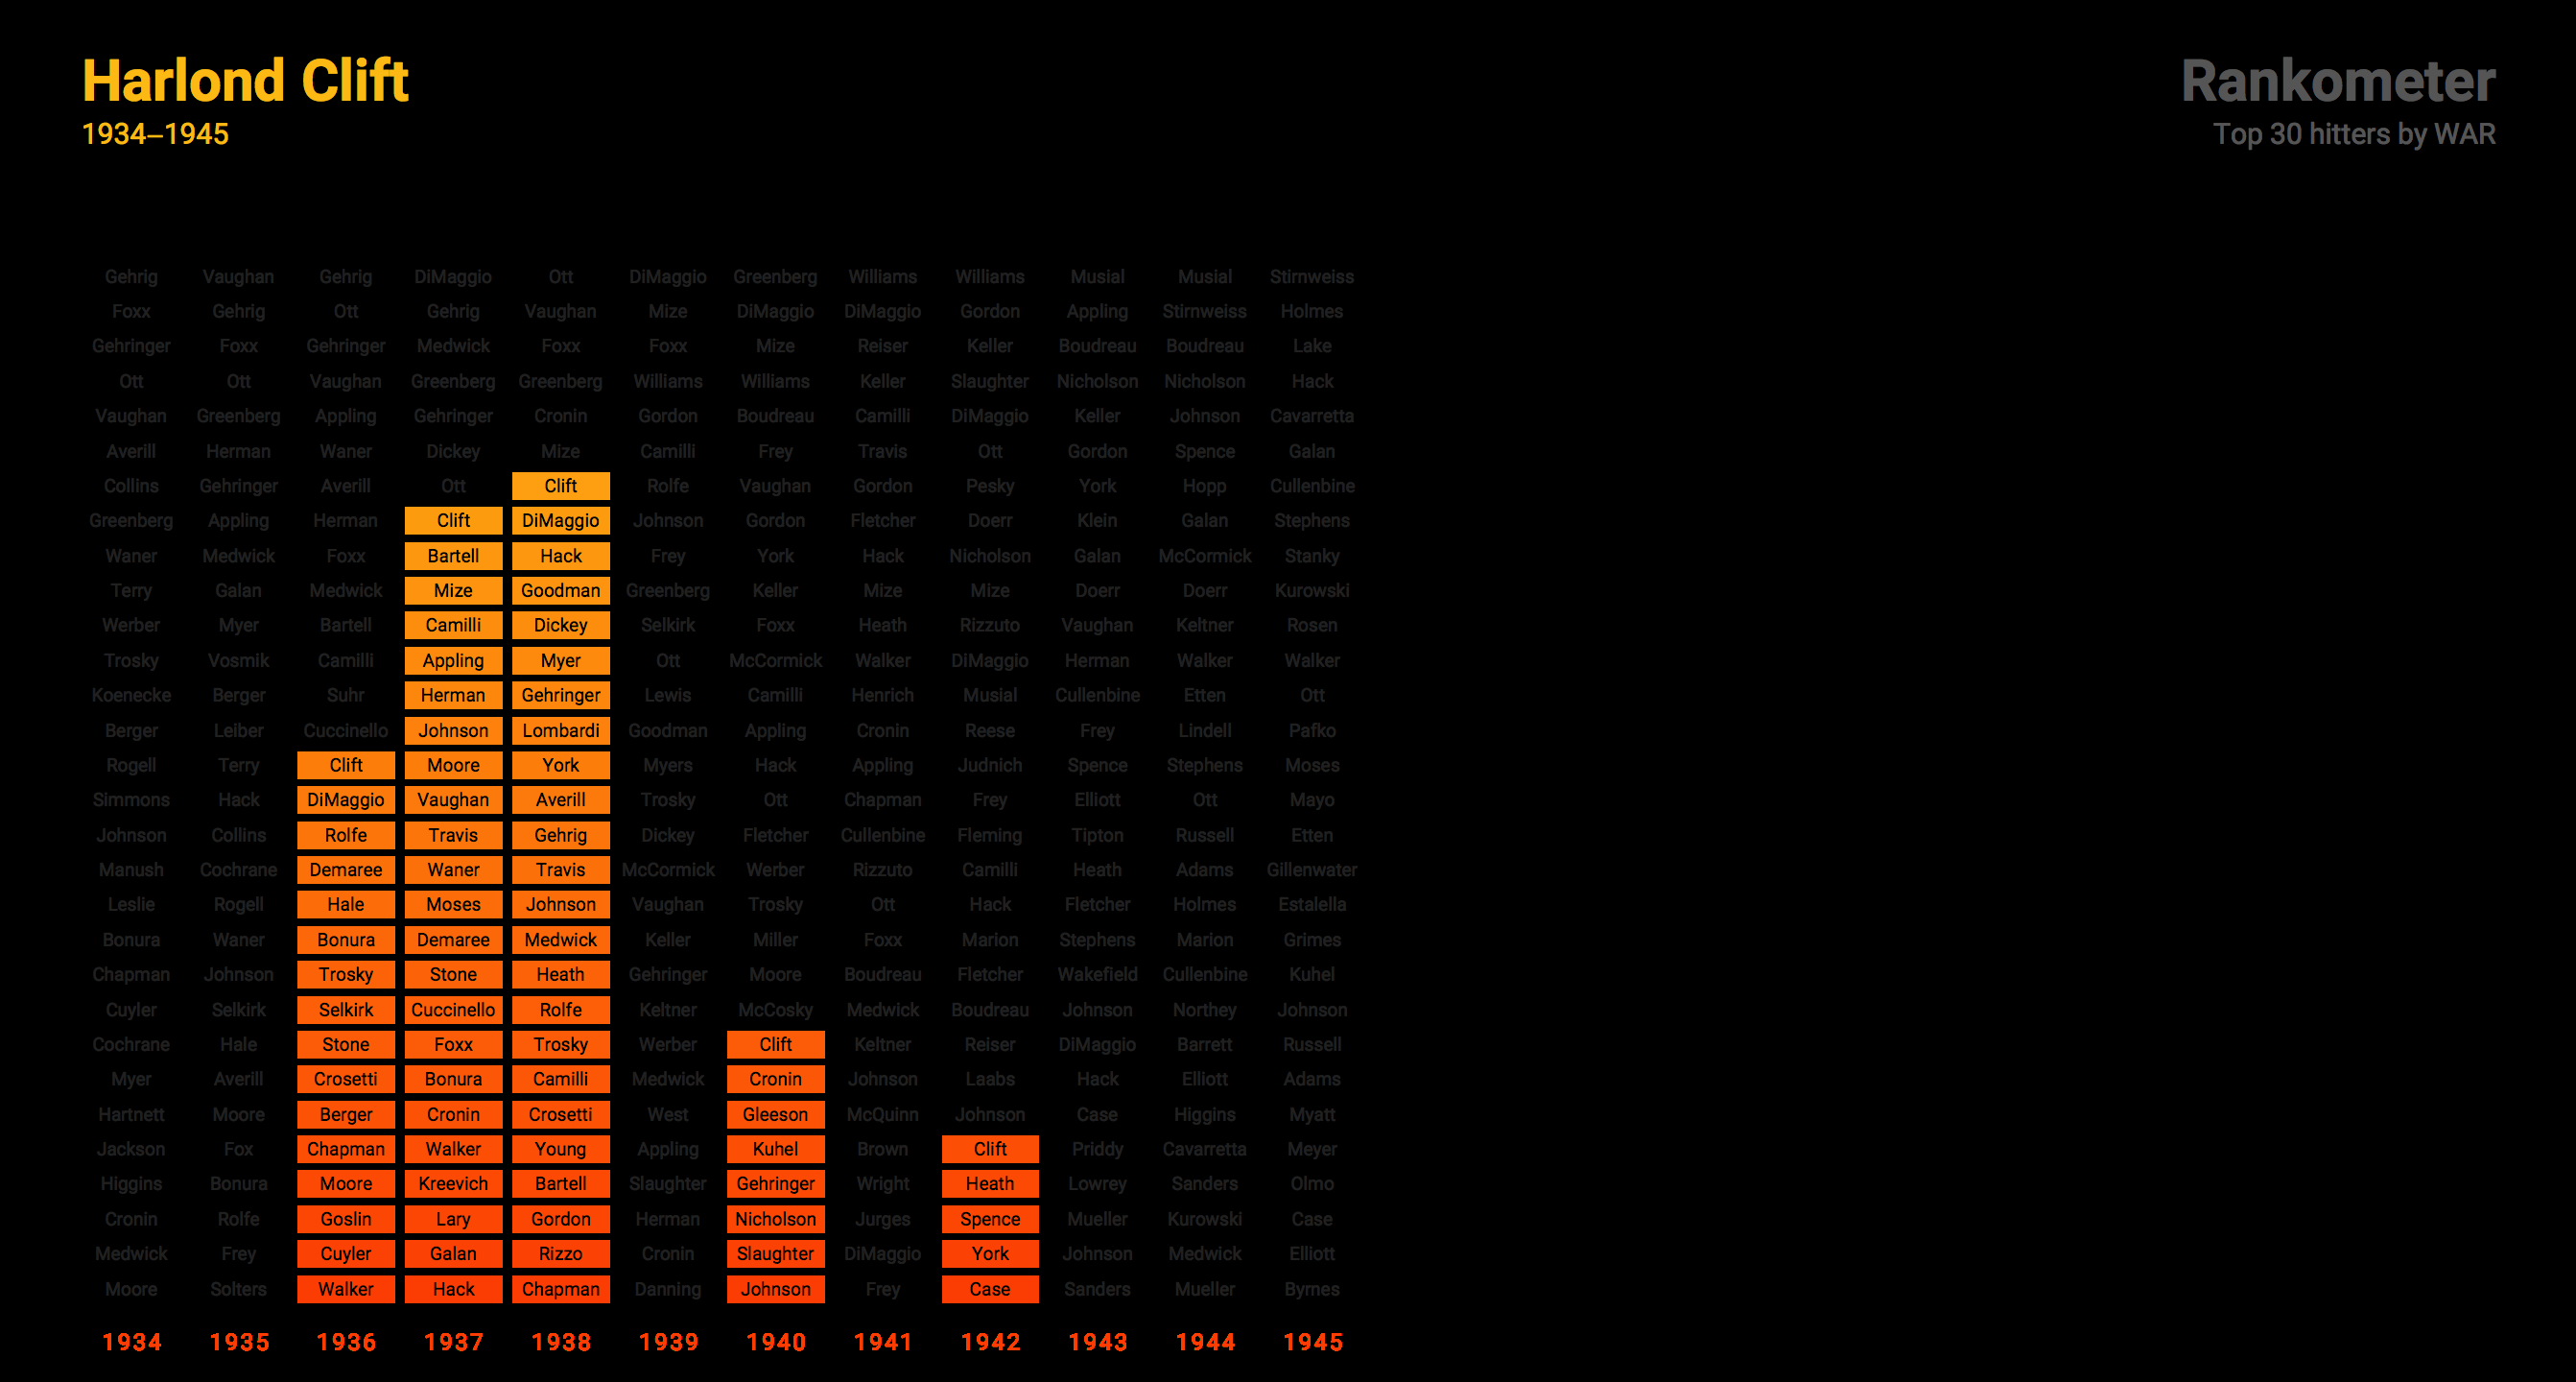 Harlond Clift
1934–1945
Rankometer
Top 30 hitters by WAR
Gehrig Vaughan Gehrig DiMaggio Ott DiMaggio Greenberg Williams Williams Musial Musial Stirnweiss
Foxx Gehrig Ott Gehrig Vaughan Mize DiMaggio DiMaggio Gordon Appling Stirnweiss Holmes
Gehringer Foxx Gehringer Medwick Foxx Foxx Mize Reiser Keller Boudreau Boudreau Lake
Ott Ott Vaughan Greenberg Greenberg Williams Williams Keller Slaughter Nicholson Nicholson Hack
Vaughan Greenberg Appling Gehringer Cronin Gordon Boudreau Camilli DiMaggio Keller Johnson Cavarretta
Averill Herman Waner Dickey Mize Camilli Frey Travis Ott Gordon Spence Galan
Collins Gehringer Averill Ott Clift Rolfe Vaughan Gordon Pesky York Hopp Cullenbine
Greenberg Appling Herman Clift DiMaggio Johnson Gordon Fletcher Doerr Klein Galan Stephens
Waner Medwick Foxx Bartell Hack Frey York Hack Nicholson Galan McCormick Stanky
Terry Galan Medwick Mize Goodman Greenberg Keller Mize Mize Doerr Doerr Kurowski
Werber Myer Bartell Camilli Dickey Selkirk Foxx Heath Rizzuto Vaughan Keltner Rosen
Trosky Vosmik Camilli Appling Myer Ott McCormick Walker DiMaggio Herman Walker Walker
Koenecke Berger Suhr Herman Gehringer Lewis Camilli Henrich Musial Cullenbine Etten Ott
Berger Leiber Cuccinello Johnson Lombardi Goodman Appling Cronin Reese Frey Lindell Pafko
Rogell Terry Clift Moore York Myers Hack Appling Judnich Spence Stephens Moses
Simmons Hack DiMaggio Vaughan Averill Trosky Ott Chapman Frey Elliott Ott Mayo
Johnson Collins Rolfe Travis Gehrig Dickey Fletcher Cullenbine Fleming Tipton Russell Etten
Manush Cochrane Demaree Waner Travis McCormick Werber Rizzuto Camilli Heath Adams Gillenwater
Leslie Rogell Hale Moses Johnson Vaughan Trosky Ott Hack Fletcher Holmes Estalella
Bonura Waner Bonura Demaree Medwick Keller Miller Foxx Marion Stephens Marion Grimes
Chapman Johnson Trosky Stone Heath Gehringer Moore Boudreau Fletcher Wakefield Cullenbine Kuhel
Cuyler Selkirk Selkirk Cuccinello Rolfe Keltner McCosky Medwick Boudreau Johnson Northey Johnson
Cochrane Hale Stone Foxx Trosky Werber Clift Keltner Reiser DiMaggio Barrett Russell
Myer Averill Crosetti Bonura Camilli Medwick Cronin Johnson Laabs Hack Elliott Adams
Hartnett Moore Berger Cronin Crosetti West Gleeson McQuinn Johnson Case Higgins Myatt
Jackson Fox Chapman Walker Young Appling Kuhel Brown Clift Priddy Cavarretta Meyer
Higgins Bonura Moore Kreevich Bartell Slaughter Gehringer Wright Heath Lowrey Sanders Olmo
Cronin Rolfe Goslin Lary Gordon Herman Nicholson Jurges Spence Mueller Kurowski Case
Medwick Frey Cuyler Galan Rizzo Cronin Slaughter DiMaggio York Johnson Medwick Elliott
Moore Solters Walker Hack Chapman Danning Johnson Frey Case Sanders Mueller Byrnes
1934 1935 1936 1937 1938 1939 1940 1941 1942 1943 1944 1945